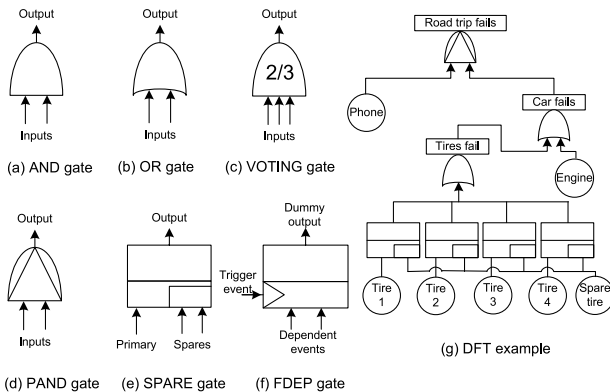 Output
Inputs
(a) AND gate
Output
Inputs
(b) OR gate
Output
2/3
Inputs
(c) VOTING gate
Output
Inputs
(d) PAND gate
Output
Primary
Spares
(e) SPARE gate
Dummy
output
Trigger
event
Dependent
events
(f) FDEP gate
Road trip fails
Phone
Car fails
Tires fail
Engine
Tire
1
Tire
2
Tire
3
Tire
4
Spare
tire
(g) DFT example